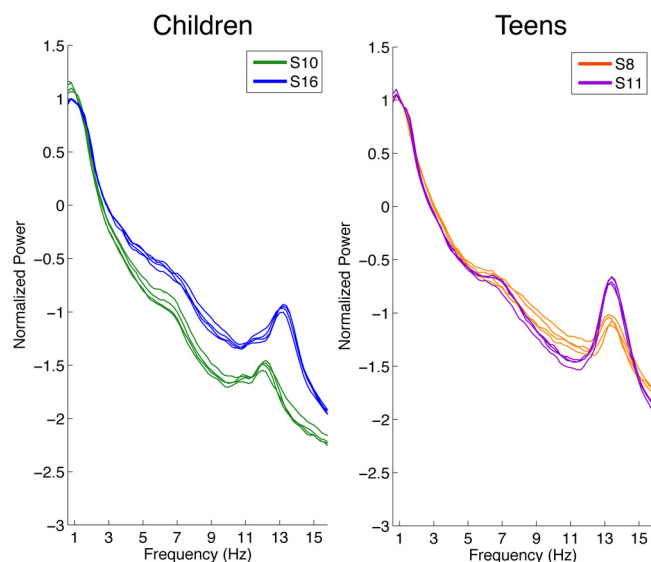 Children
1.5
1
0.5
0
−0.5
−1
−1.5
−2
−2.5
−3
Normalized Power
1 3 5 7 9 11 13 15
Frequency (Hz)
S10
S16
Teens
1.5
1
0.5
0
−0.5
−1
−1.5
−2
−2.5
−3
Normalized Power
1 3 5 7 9 11 13 15
Frequency (Hz)
S8
S11